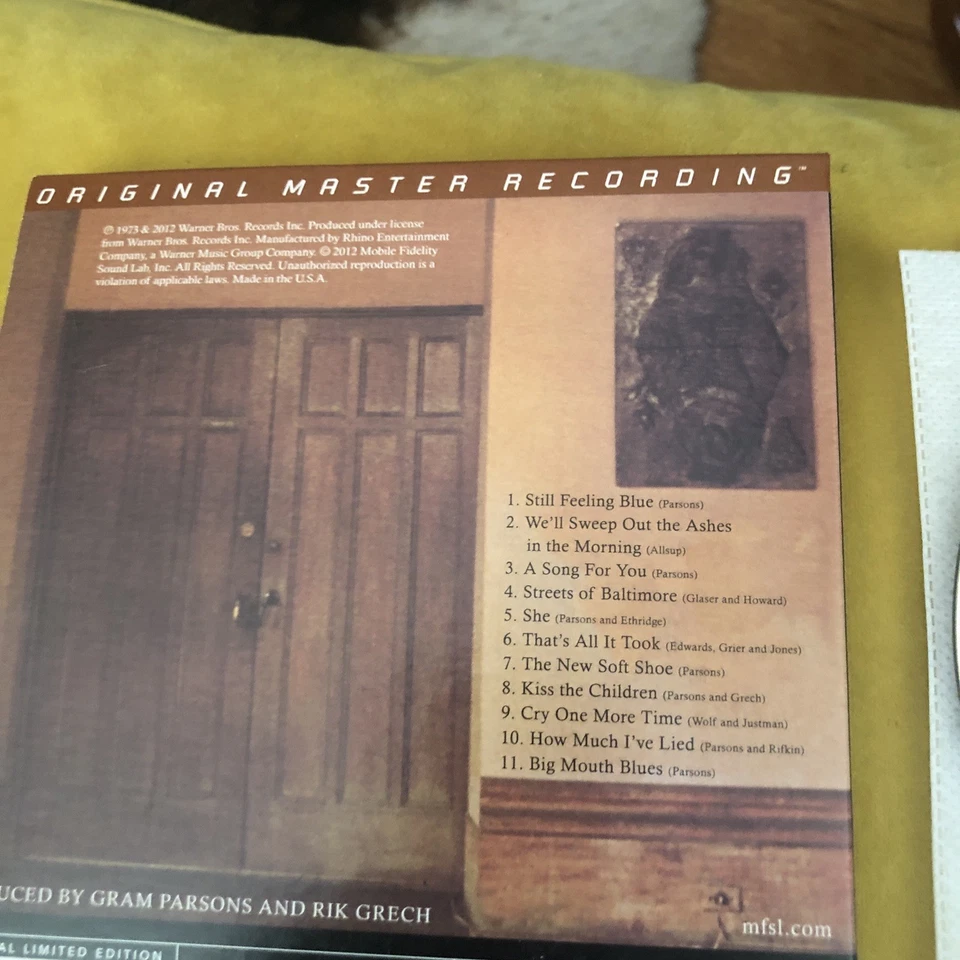 ORIGINAL MASTER RECORDING™
℗ 1973 & 2012 Warner Bros. Records Inc. Produced under license
from Warner Bros. Records Inc. Manufactured by Rhino Entertainment
Company, a Warner Music Group Company. © 2012 Mobile Fidelity
Sound Lab, Inc. All Rights Reserved. Unauthorized reproduction is a
violation of applicable laws. Made in the U.S.A.
1. Still Feeling Blue (Parsons)
2. We'll Sweep Out the Ashes
in the Morning (Allsup)
3. A Song For You (Parsons)
4. Streets of Baltimore (Glaser and Howard)
5. She (Parsons and Ethridge)
6. That's All It Took (Edwards, Grier and Jones)
7. The New Soft Shoe (Parsons)
8. Kiss the Children (Parsons and Grech)
9. Cry One More Time (Wolf and Justman)
10. How Much I've Lied (Parsons and Rifkin)
11. Big Mouth Blues (Parsons)
UCED BY GRAM PARSONS AND RIK GRECH
mfsl.com
AL LIMITED EDITION